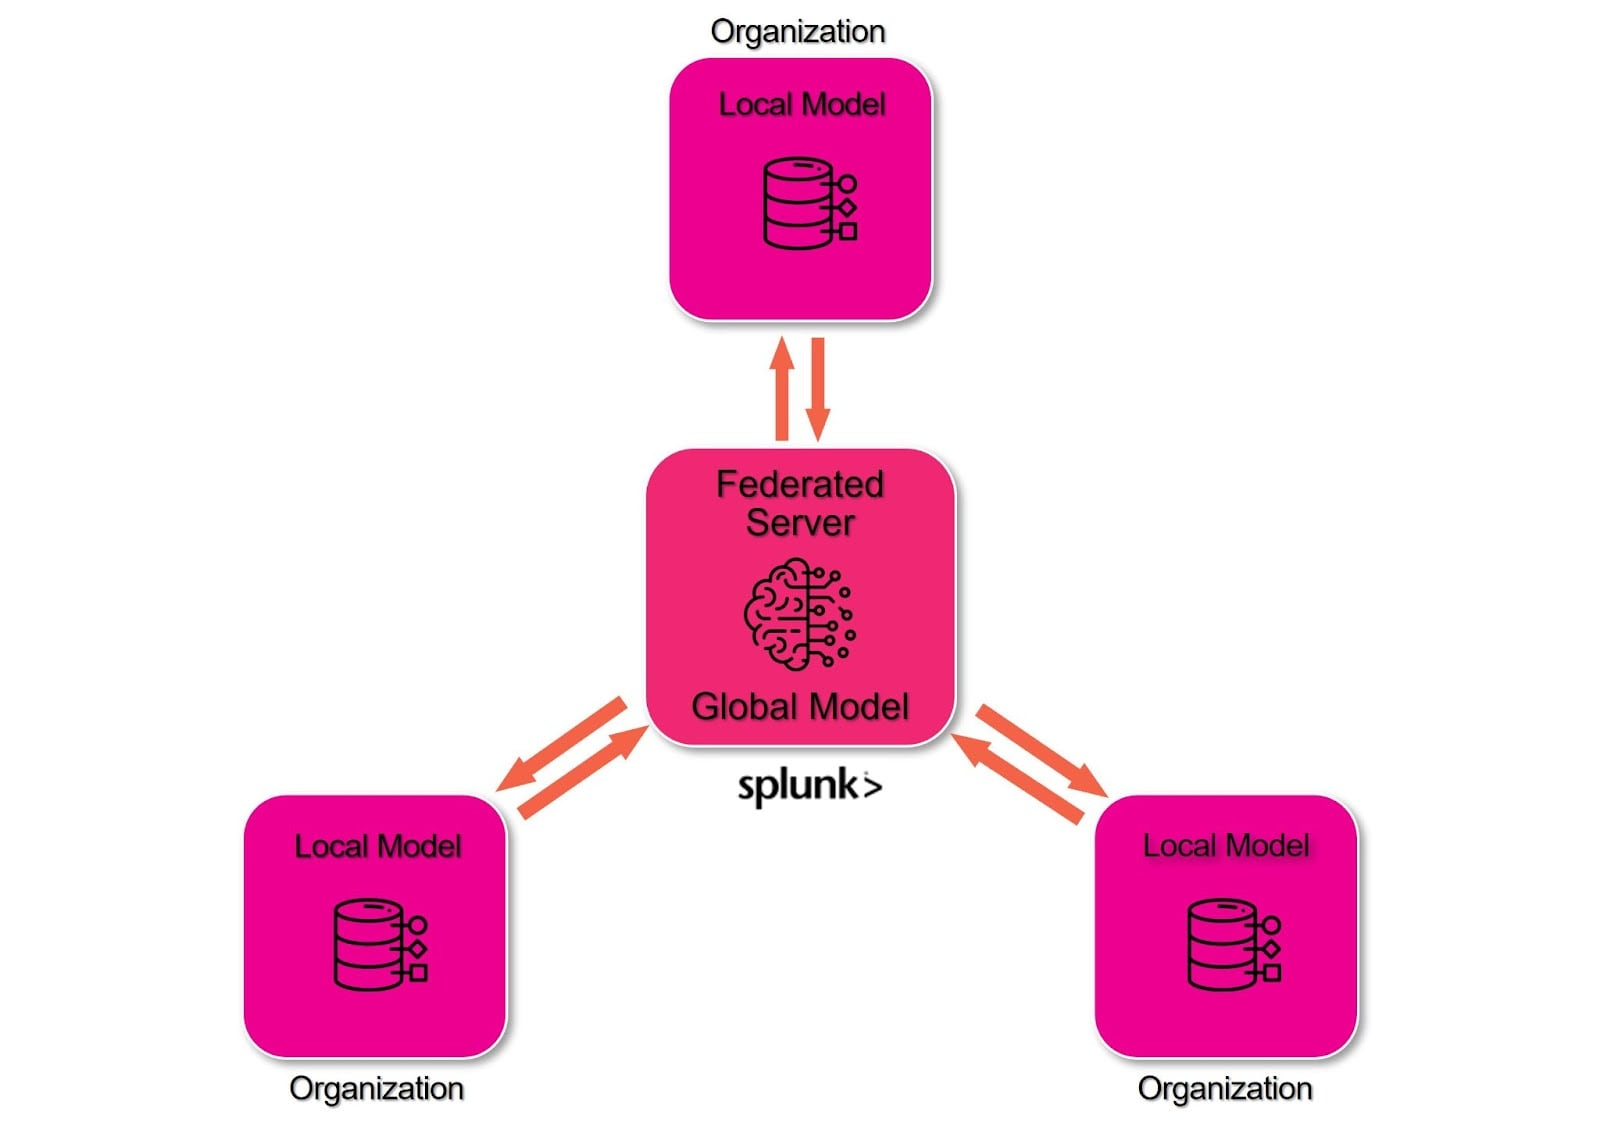 Organization
Local Model
Federated
Server
Global Model
splunk>
Local Model
Local Model
Organization
Organization